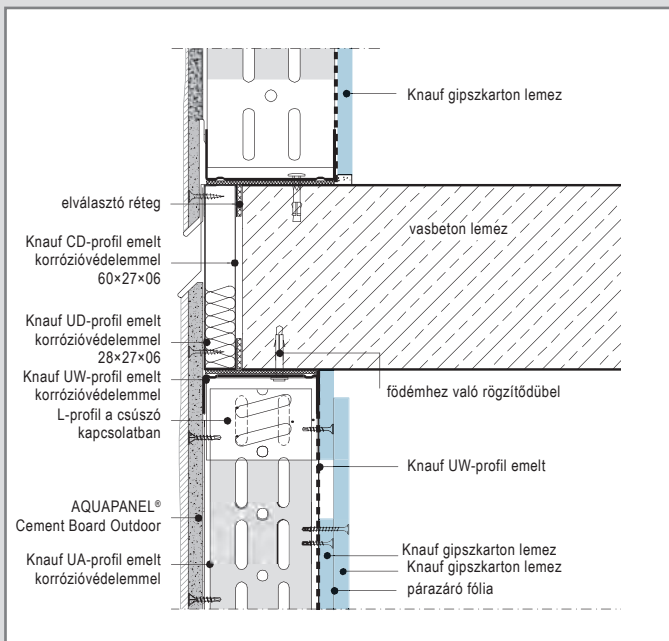 Knauf gipszkarton lemez
elválasztó réteg
vasbeton lemez
Knauf CD-profil emelt
korrózióvédelemmel
60×27×06
Knauf UD-profil emelt
korrózióvédelemmel
28×27×06
Knauf UW-profil emelt
korrózióvédelemmel
L-profil a csúszó
kapcsolatban
födémhez való rögzítődübel
Knauf UW-profil emelt
AQUAPANEL®
Cement Board Outdoor
Knauf UA-profil emelt
korrózióvédelemmel
Knauf gipszkarton lemez
Knauf gipszkarton lemez
párazáró fólia